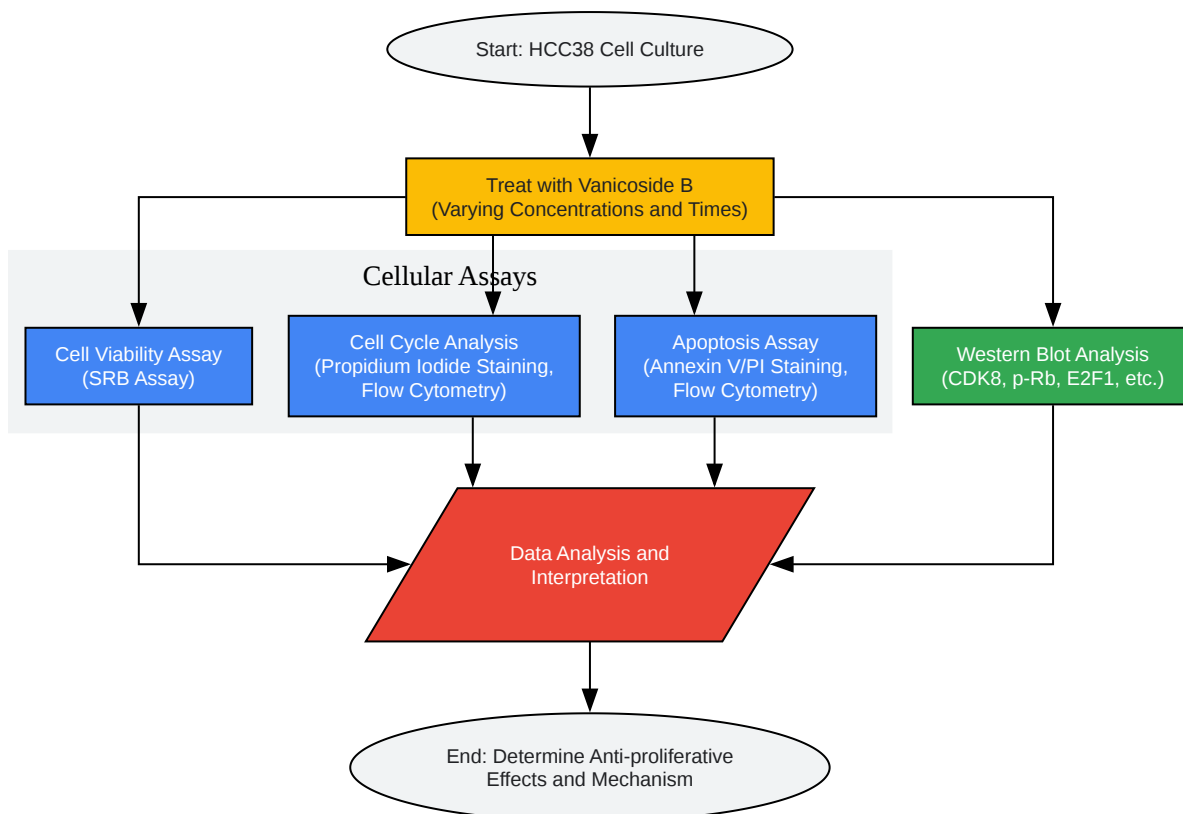 Start: HCC38 Cell Culture
Treat with Vanicoside B
(Varying Concentrations and Times)
Cellular Assays
Cell Viability Assay
(SRB Assay)
Cell Cycle Analysis
(Propidium Iodide Staining,
Flow Cytometry)
Apoptosis Assay
(Annexin V/PI Staining,
Flow Cytometry)
Western Blot Analysis
(CDK8, p-Rb, E2F1, etc.)
Data Analysis and
Interpretation
End: Determine Anti-proliferative
Effects and Mechanism